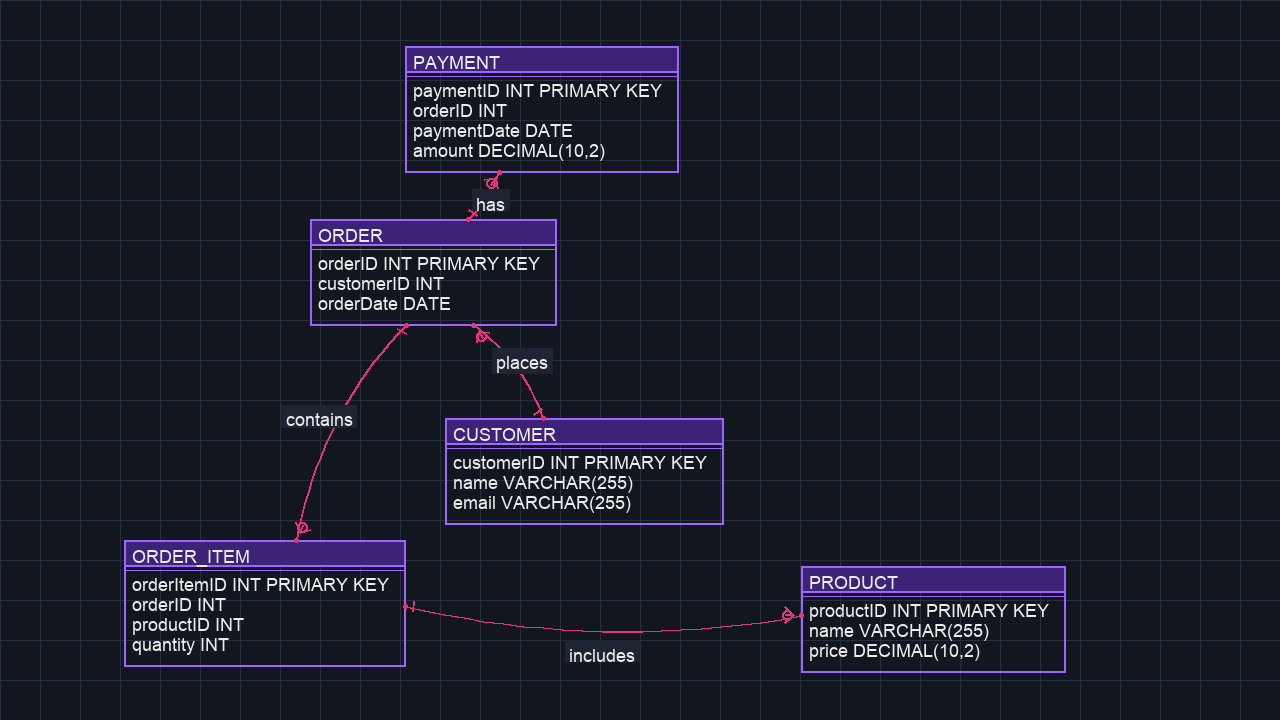 PAYMENT
paymentID INT PRIMARY KEY
orderID INT
paymentDate DATE
amount DECIMAL(10,2)
has
ORDER
orderID INT PRIMARY KEY
customerID INT
orderDate DATE
places
contains
CUSTOMER
customerID INT PRIMARY KEY
name VARCHAR(255)
email VARCHAR(255)
ORDER_ITEM
orderItemID INT PRIMARY KEY
orderID INT
productID INT
quantity INT
includes
PRODUCT
productID INT PRIMARY KEY
name VARCHAR(255)
price DECIMAL(10,2)